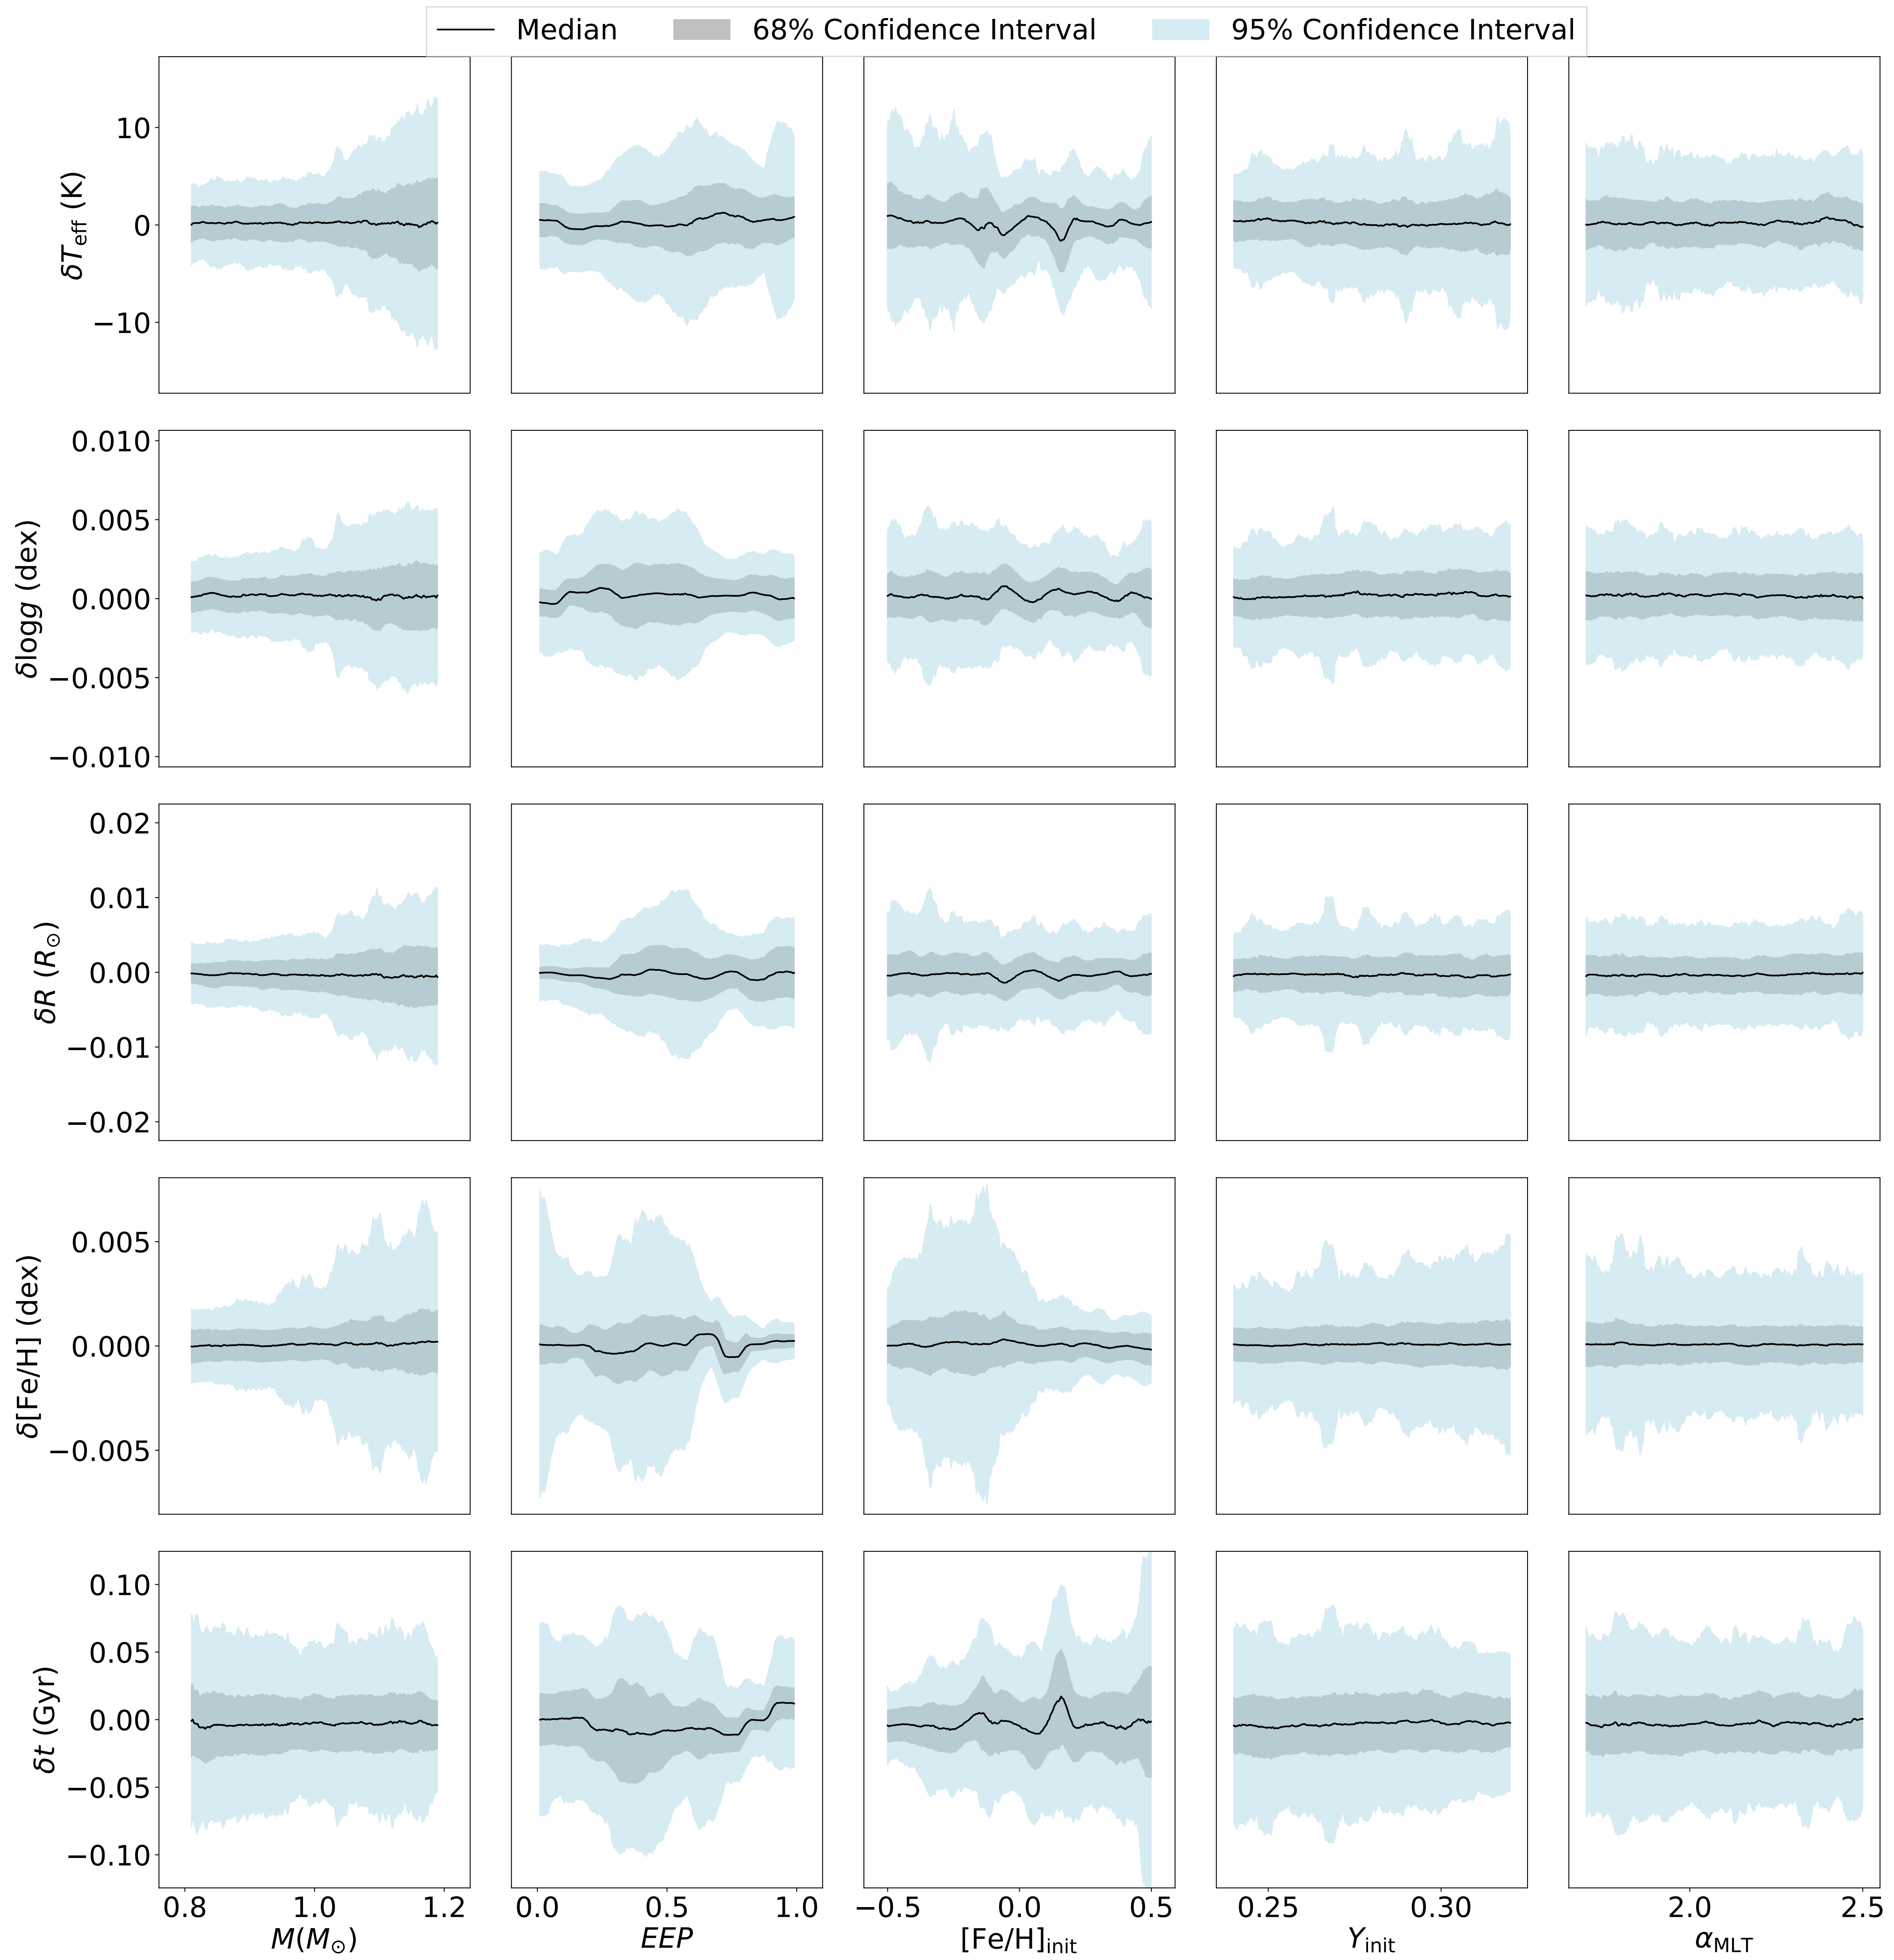 Median 68% Confidence Interval 95% Confidence Interval
δT_eff (K)
10
0
−10
δlogg (dex)
0.010
0.005
0.000
−0.005
−0.010
δR (R_⊙)
0.02
0.01
0.00
−0.01
−0.02
δ[Fe/H] (dex)
0.005
0.000
−0.005
δt (Gyr)
0.10
0.05
0.00
−0.05
−0.10
0.8 1.0 1.2 0.0 0.5 1.0 −0.5 0.0 0.5 0.25 0.30 2.0 2.5
M(M_⊙) EEP [Fe/H]_init Y_init α_MLT